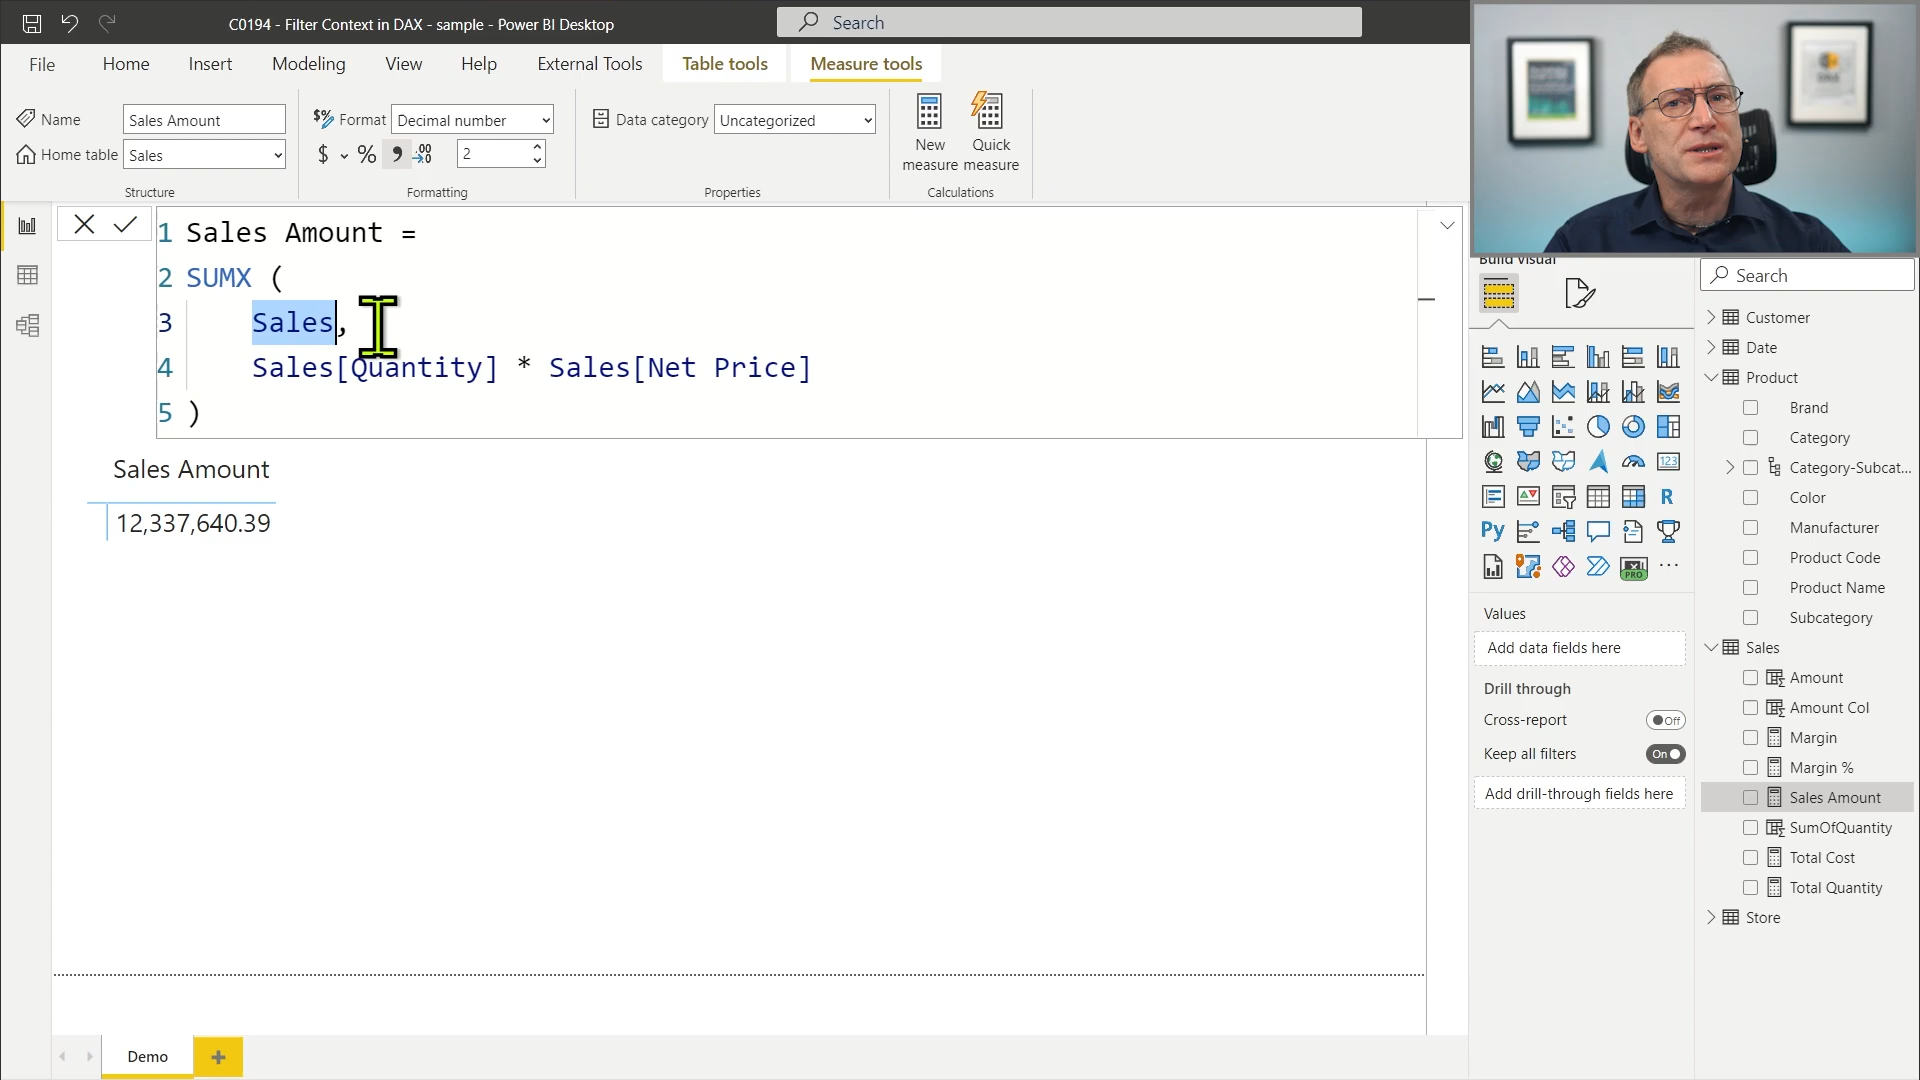 C0194 - Filter Context in DAX - sample - Power BI Desktop
Search
File Home Insert Modeling View Help External Tools Table tools Measure tools
Name Sales Amount
Home table Sales
Structure
$% Format Decimal number
$ % , .00 →.0 2
Formatting
Data category Uncategorized
Properties
New measure
Quick measure
Calculations
1 Sales Amount =
2 SUMX (
3 Sales,
4 Sales[Quantity] * Sales[Net Price]
5 )
Sales Amount
12,337,640.39
Build visual
123
R
Py
PRO
...
Values
Add data fields here
Drill through
Cross-report Off
Keep all filters On
Add drill-through fields here
Search
Customer
Date
Product
Brand
Category
Category-Subcat...
Color
Manufacturer
Product Code
Product Name
Subcategory
Sales
Amount
Amount Col
Margin
Margin %
Sales Amount
SumOfQuantity
Total Cost
Total Quantity
Store
Demo +